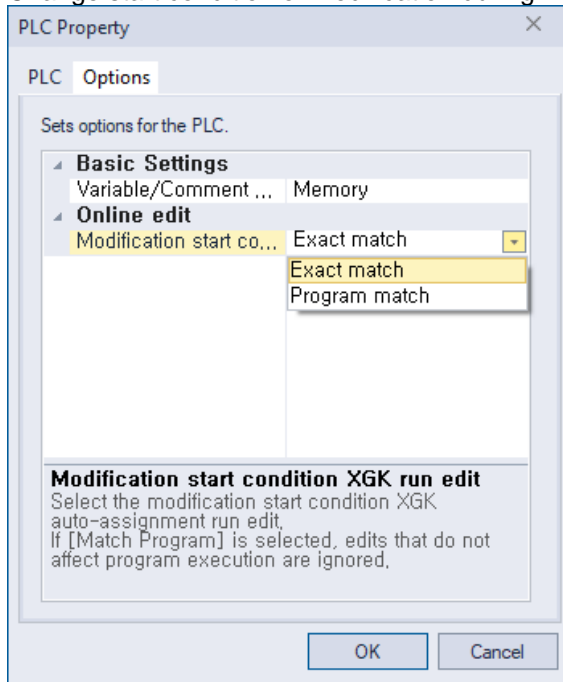 PLC Property
PLC Options
Sets options for the PLC.
Basic Settings
Variable/Comment ... Memory
Online edit
Modification start co... Exact match
Exact match
Program match
Modification start condition XGK run edit
Select the modification start condition XGK
auto-assignment run edit,
If [Match Program] is selected, edits that do not
affect program execution are ignored,
OK Cancel